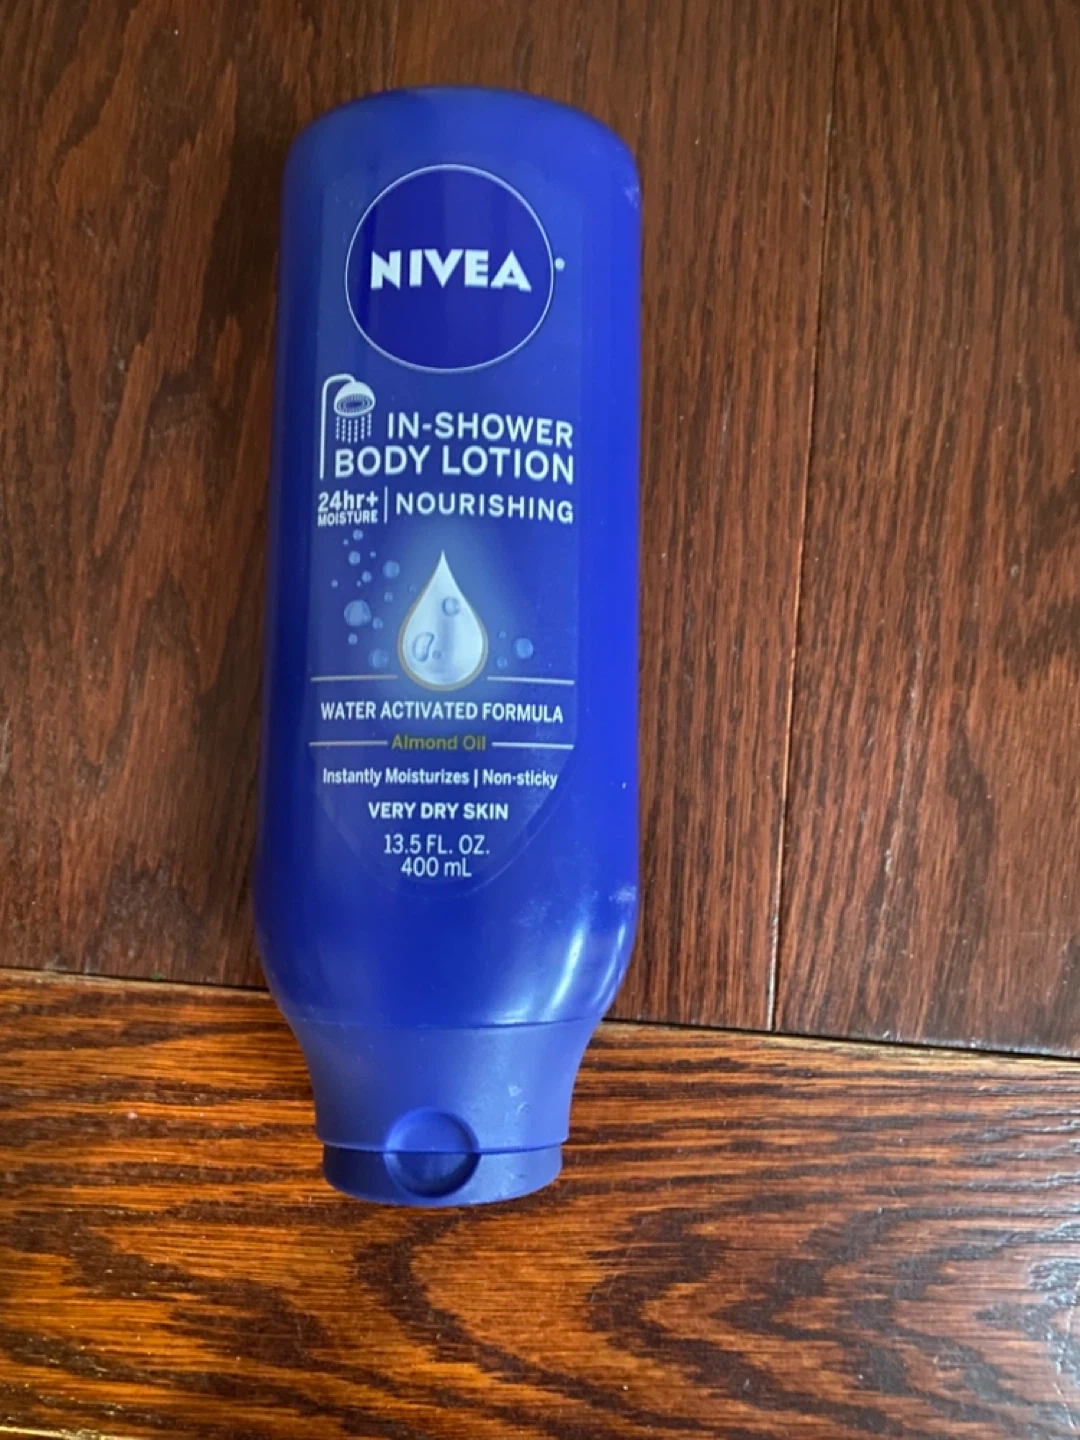 NIVEA
IN-SHOWER
BODY LOTION
24hr+
MOISTURE | NOURISHING
WATER ACTIVATED FORMULA
Almond Oil
Instantly Moisturizes | Non-sticky
VERY DRY SKIN
13.5 FL. OZ.
400 mL